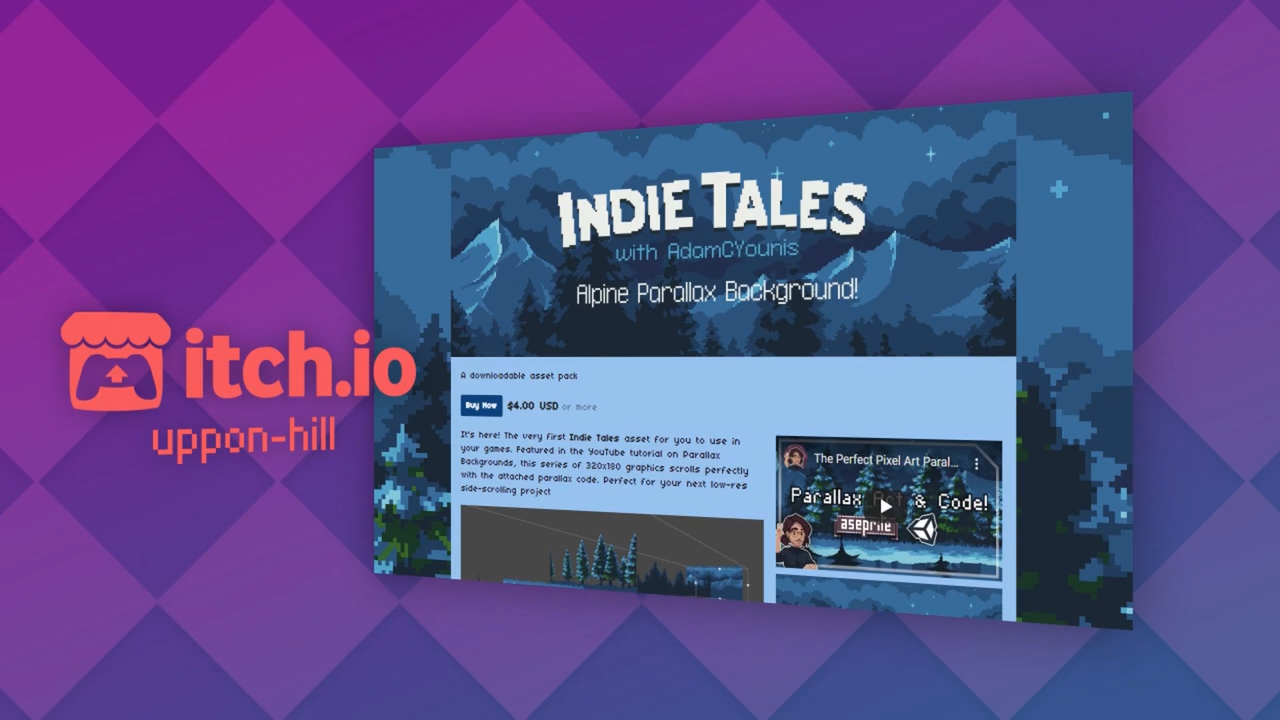 itch.io
uppon-hill
INDIE TALES
with AdamCYounis
Alpine Parallax Background!
A downloadable asset pack
Buy Now $4.00 USD or more
It's here! The very first Indie Tales asset for you to use in
your games. Featured in the YouTube tutorial on Parallax
Backgrounds, this series of 320x180 graphics scrolls perfectly
with the attached parallax code. Perfect for your next low-res
side-scrolling project
The Perfect Pixel Art Paral...
Parallax Art & Code!
aseprite